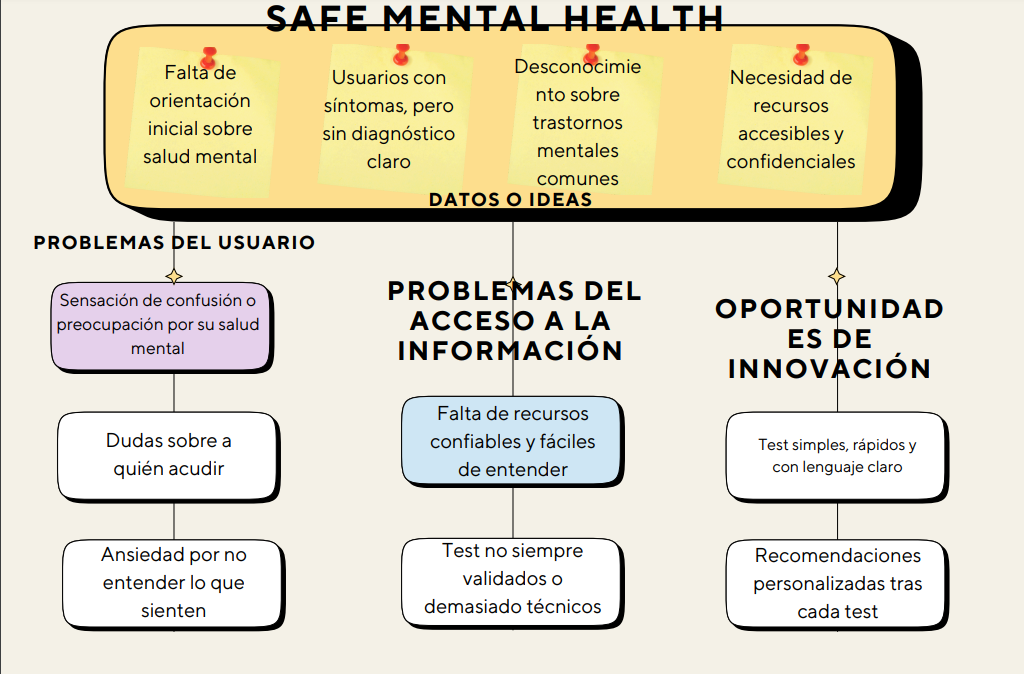 SAFE MENTAL HEALTH
Falta de
orientación
inicial sobre
salud mental
Usuarios con
síntomas, pero
sin diagnóstico
claro
Desconocimie
nto sobre
trastornos
mentales
comunes
Necesidad de
recursos
accesibles y
confidenciales
DATOS O IDEAS
PROBLEMAS DEL USUARIO
Sensación de confusión o
preocupación por su salud
mental
Dudas sobre a
quién acudir
Ansiedad por no
entender lo que
sienten
PROBLEMAS DEL
ACCESO A LA
INFORMACIÓN
Falta de recursos
confiables y fáciles
de entender
Test no siempre
validados o
demasiado técnicos
OPORTUNIDAD
ES DE
INNOVACIÓN
Test simples, rápidos y
con lenguaje claro
Recomendaciones
personalizadas tras
cada test